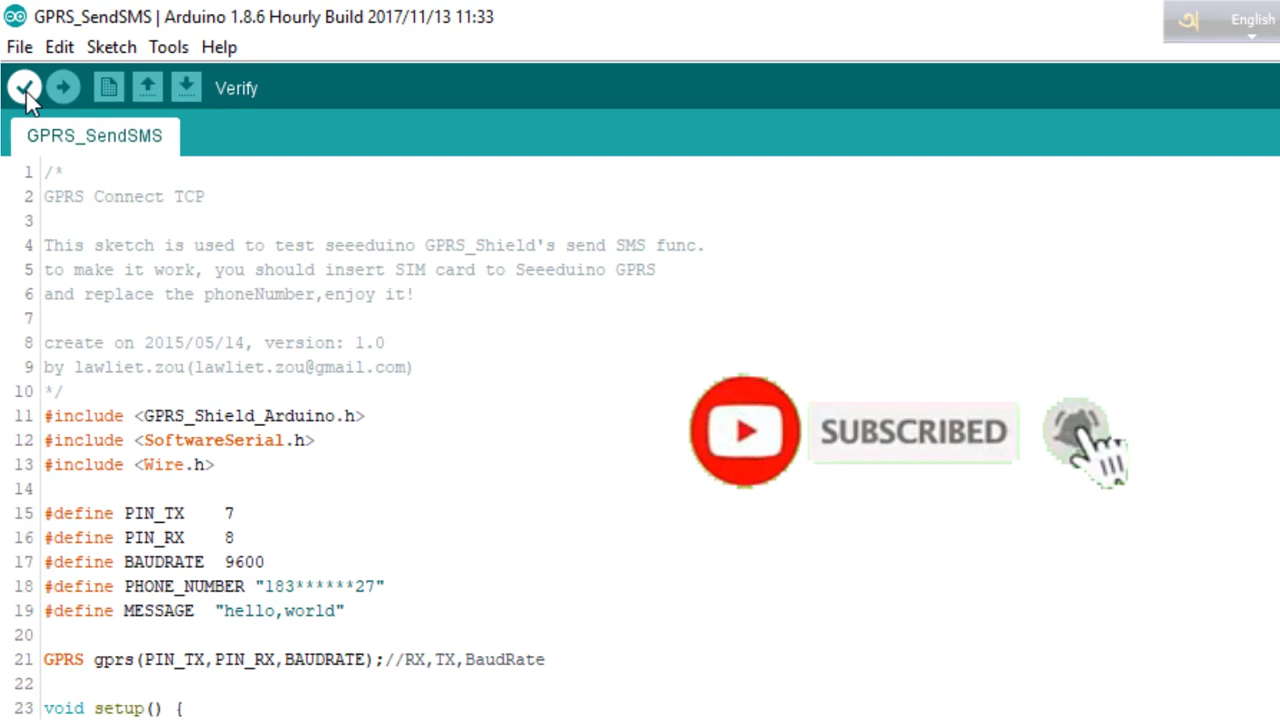 GPRS_SendSMS | Arduino 1.8.6 Hourly Build 2017/11/13 11:33
অ English
File Edit Sketch Tools Help
Verify
GPRS_SendSMS
1 /*
2 GPRS Connect TCP
3
4 This sketch is used to test seeeduino GPRS_Shield's send SMS func.
5 to make it work, you should insert SIM card to Seeeduino GPRS
6 and replace the phoneNumber,enjoy it!
7
8 create on 2015/05/14, version: 1.0
9 by lawliet.zou(lawliet.zou@gmail.com)
10 */
11 #include <GPRS_Shield_Arduino.h>
12 #include <SoftwareSerial.h>
13 #include <Wire.h>
14
15 #define PIN_TX    7
16 #define PIN_RX    8
17 #define BAUDRATE  9600
18 #define PHONE_NUMBER "183******27"
19 #define MESSAGE  "hello,world"
20
21 GPRS gprs(PIN_TX,PIN_RX,BAUDRATE);//RX,TX,BaudRate
22
23 void setup() {
SUBSCRIBED